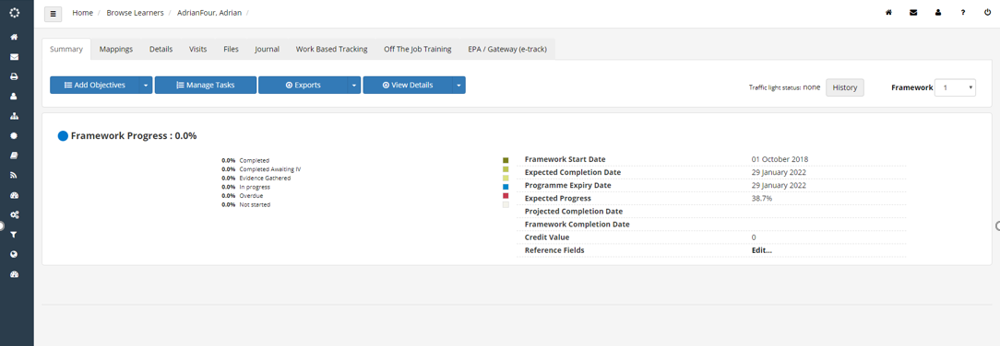 Home / Browse Learners / AdrianFour, Adrian /
?
Summary Mappings Details Visits Files Journal Work Based Tracking Off The Job Training EPA / Gateway (e-track)
Add Objectives Manage Tasks Exports View Details
Traffic light status: none History Framework 1
Framework Progress : 0.0%
0.0% Completed
0.0% Completed Awaiting IV
0.0% Evidence Gathered
0.0% In progress
0.0% Overdue
0.0% Not started
Framework Start Date 01 October 2018
Expected Completion Date 29 January 2022
Programme Expiry Date 29 January 2022
Expected Progress 38.7%
Projected Completion Date
Framework Completion Date
Credit Value 0
Reference Fields Edit...